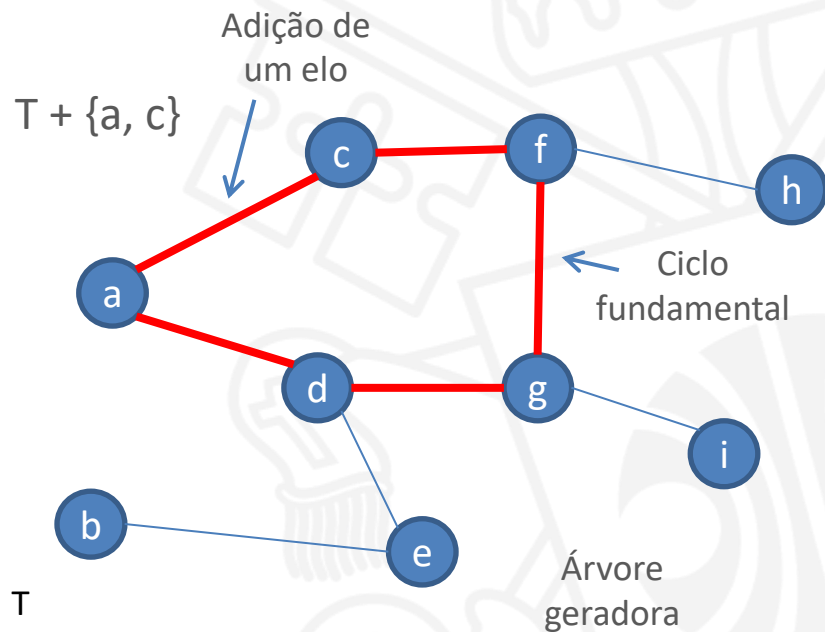 Adição de
um elo
T + {a, c}
c
f
h
a
Ciclo
fundamental
d
g
i
b
e
Árvore
geradora
T